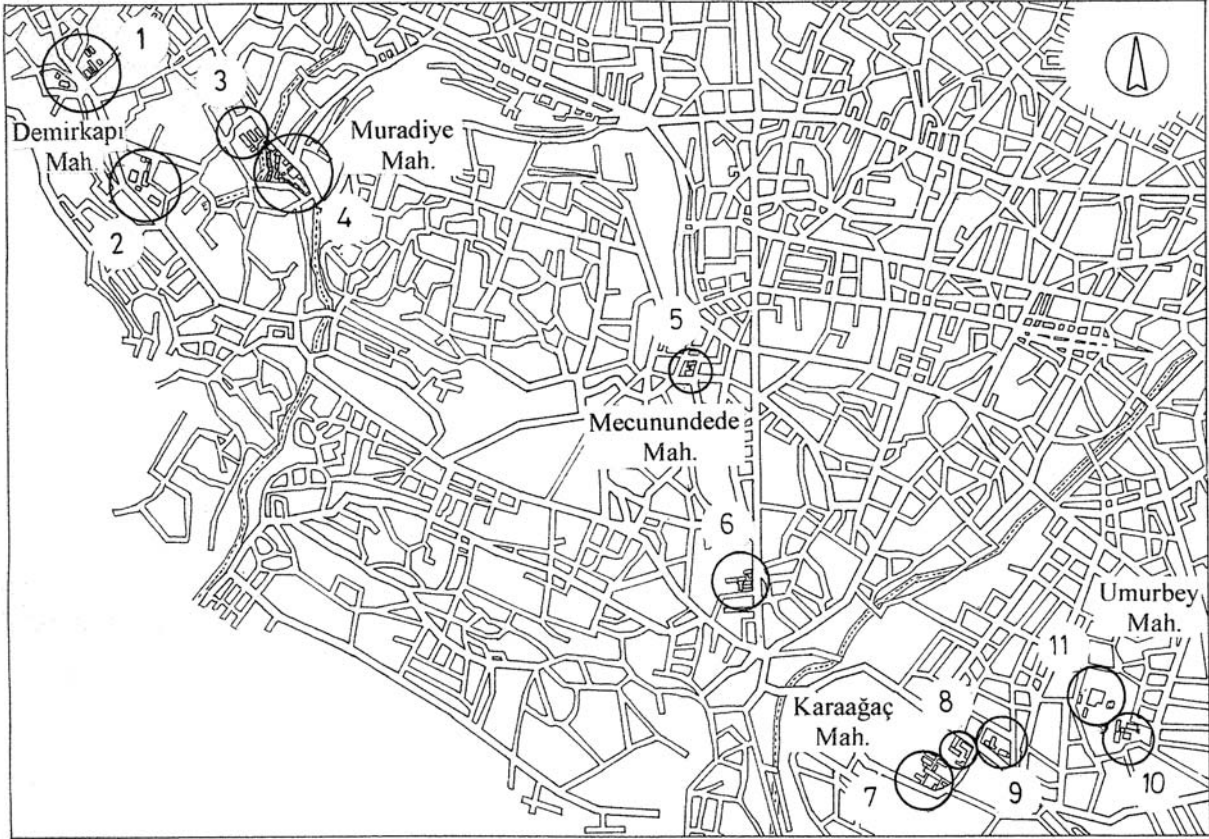 1
3
Demirkapı
Mah.
Muradiye
Mah.
2
4
5
Mecunundede
Mah.
6
Umurbey
Mah.
11
Karaağaç
Mah.
8
7
9
10